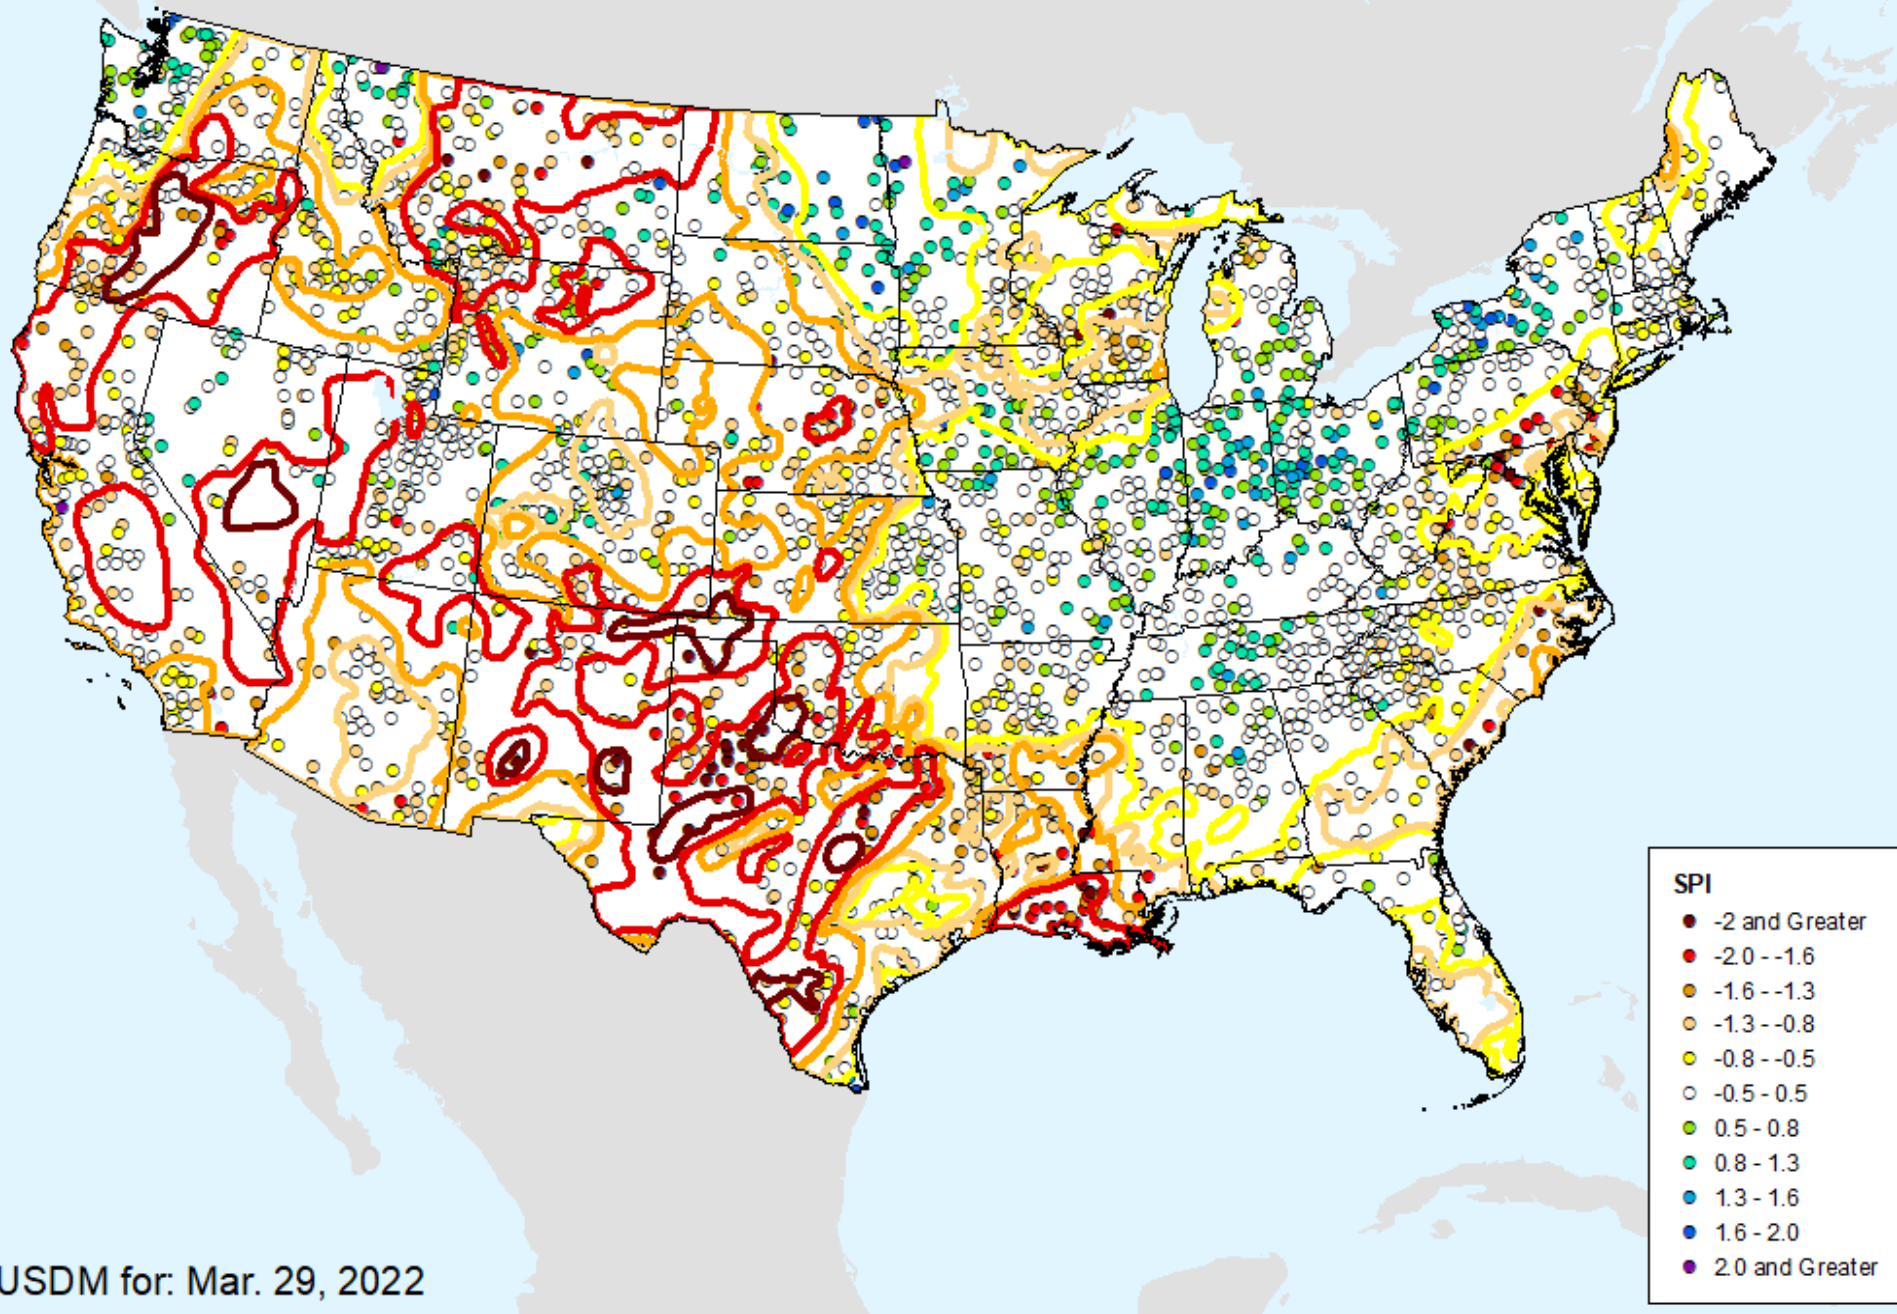 SPI
-2 and Greater
-2.0 - -1.6
-1.6 - -1.3
-1.3 - -0.8
-0.8 - -0.5
-0.5 - 0.5
0.5 - 0.8
0.8 - 1.3
1.3 - 1.6
1.6 - 2.0
2.0 and Greater
USDM for: Mar. 29, 2022